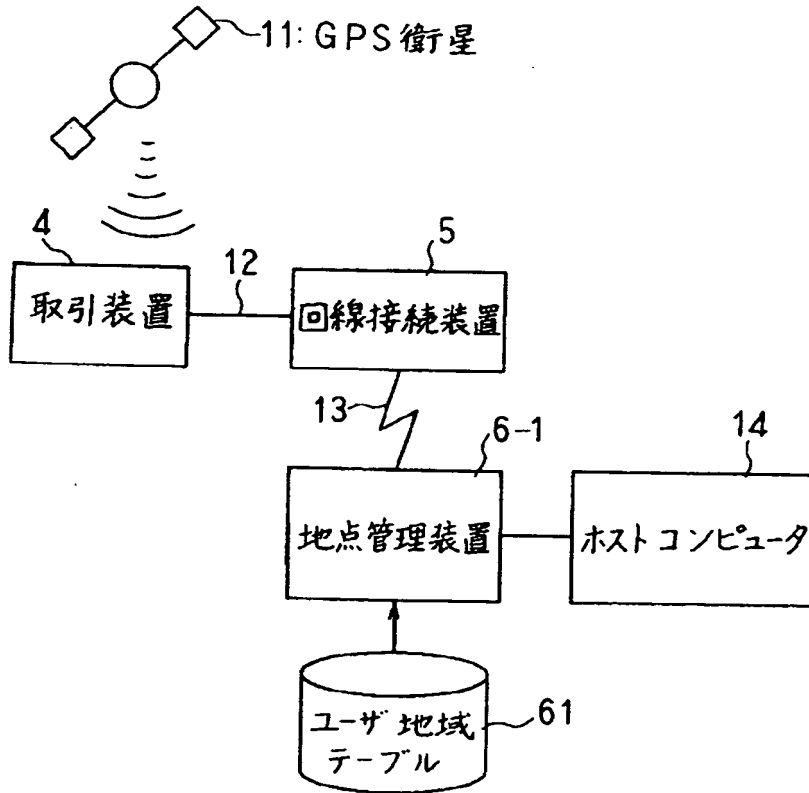 11:GPS衛星
4
取引装置
12
5
回線接続装置
13
6-1
地点管理装置
14
ホストコンピュータ
ユーザ地域
テーブル
61